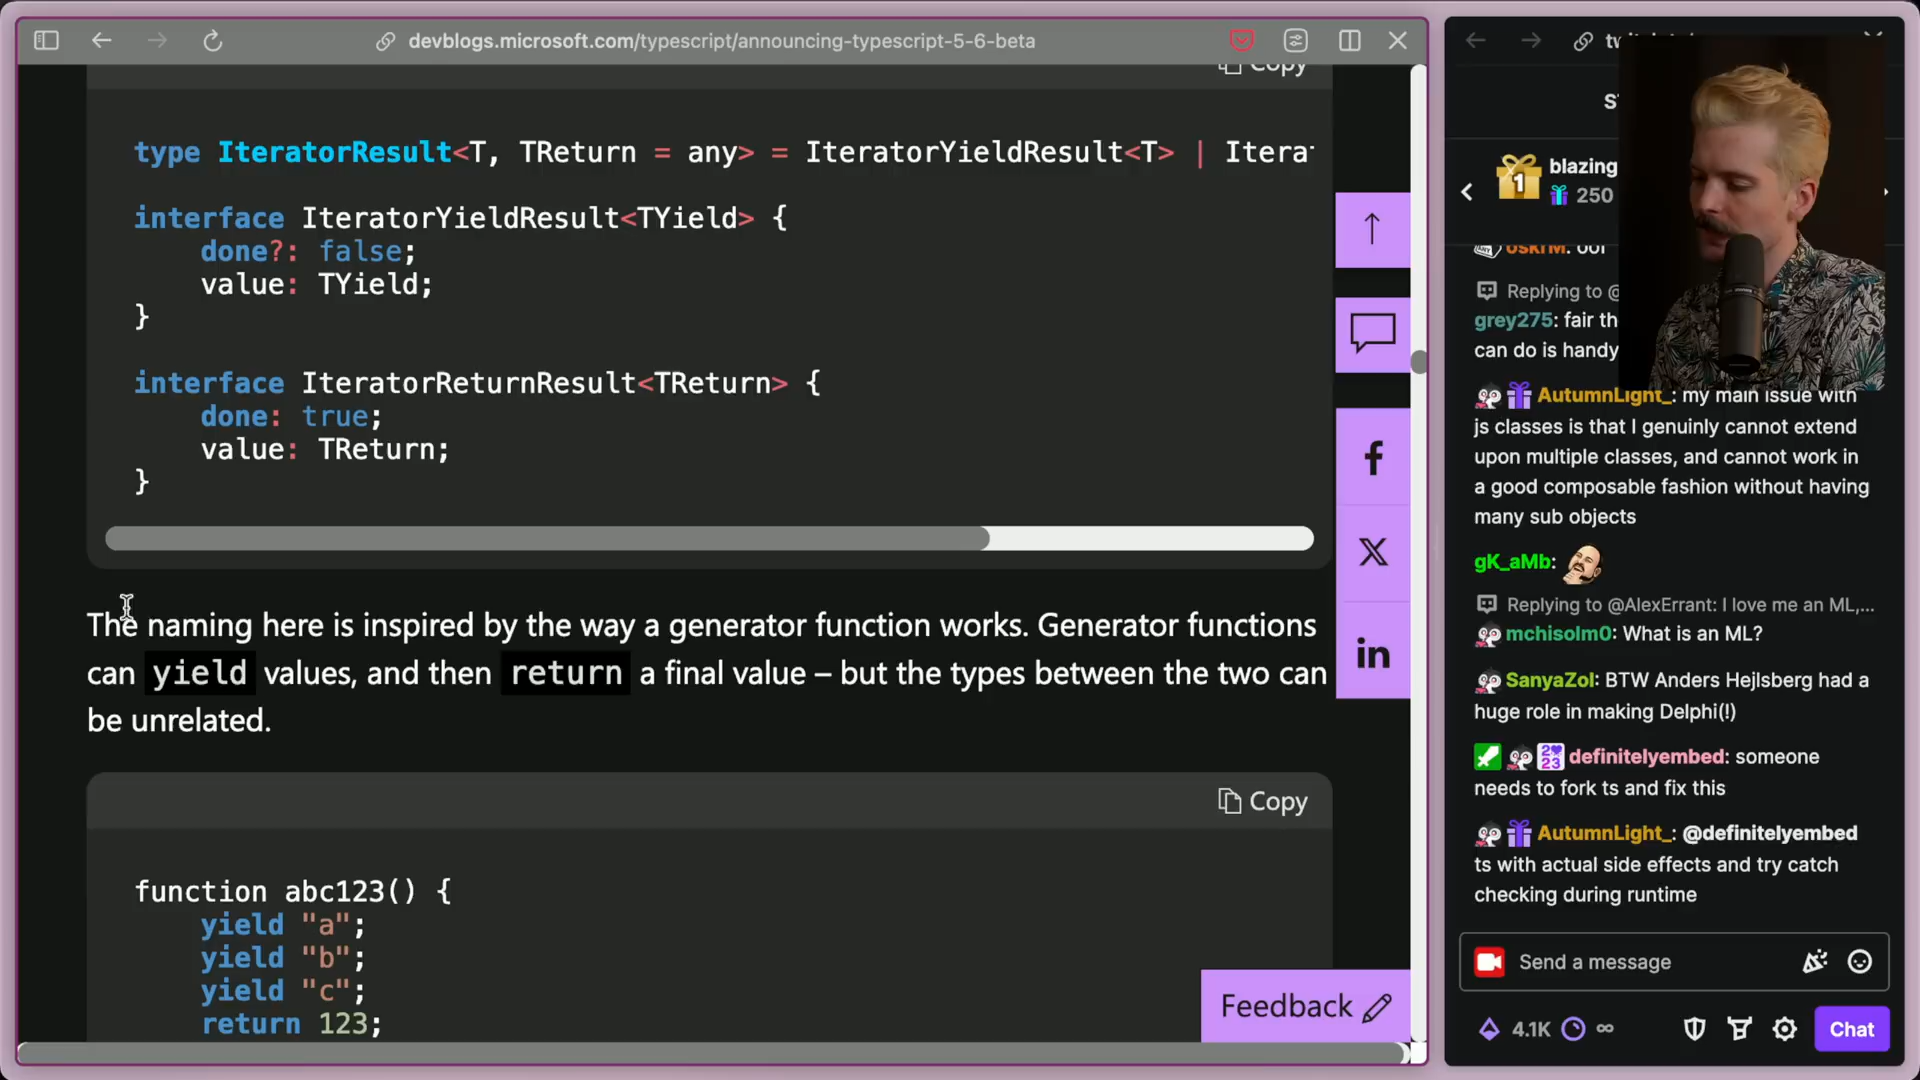 devblogs.microsoft.com/typescript/announcing-typescript-5-6-beta
Copy
type IteratorResult<T, TReturn = any> = IteratorYieldResult<T> | Iterat
interface IteratorYieldResult<TYield> {
done?: false;
value: TYield;
}
interface IteratorReturnResult<TReturn> {
done: true;
value: TReturn;
}
The naming here is inspired by the way a generator function works. Generator functions
can yield values, and then return a final value – but the types between the two can
be unrelated.
Copy
function abc123() {
yield "a";
yield "b";
yield "c";
return 123;
Feedback
blazing
250
oskrM: oof
Replying to @
grey275: fair th
can do is handy
AutumnLight_: my main issue with
js classes is that I genuinly cannot extend
upon multiple classes, and cannot work in
a good composable fashion without having
many sub objects
gK_aMb:
Replying to @AlexErrant: I love me an ML,...
mchisolm0: What is an ML?
SanyaZol: BTW Anders Hejlsberg had a
huge role in making Delphi(!)
definitelyembed: someone
needs to fork ts and fix this
AutumnLight_: @definitelyembed
ts with actual side effects and try catch
checking during runtime
Send a message
4.1K
Chat